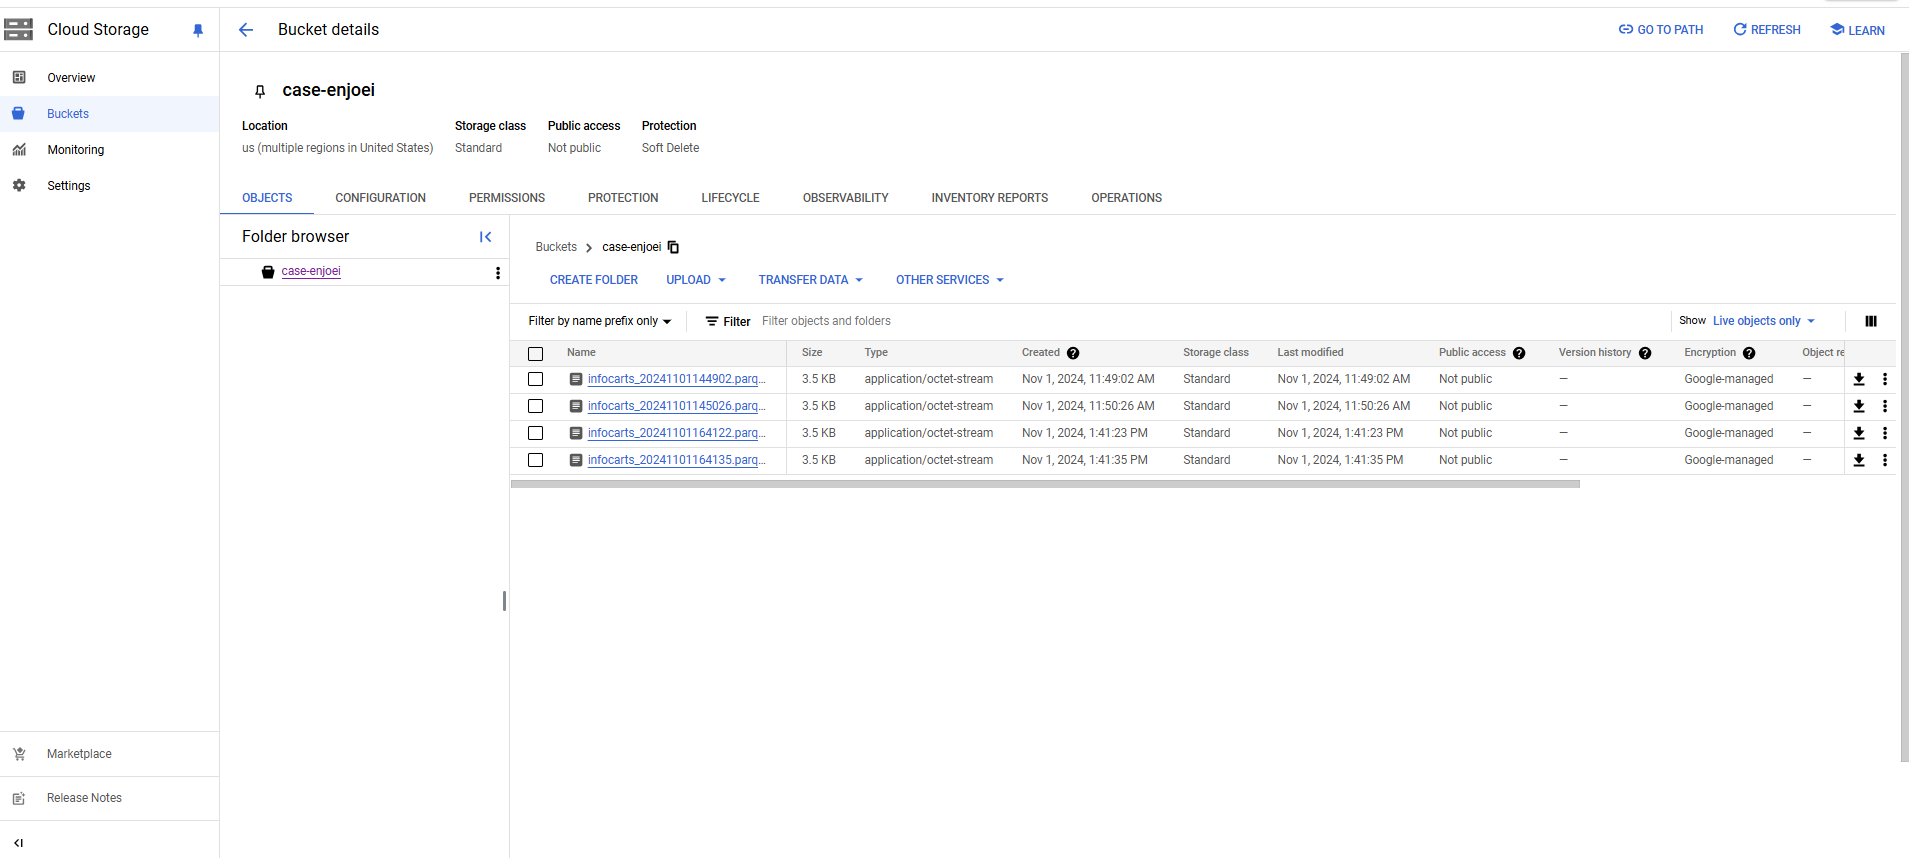 Cloud Storage
Bucket details
GO TO PATH
REFRESH
LEARN
Overview
Buckets
Monitoring
Settings
case-enjoei
Location Storage class Public access Protection
us (multiple regions in United States) Standard Not public Soft Delete
OBJECTS CONFIGURATION PERMISSIONS PROTECTION LIFECYCLE OBSERVABILITY INVENTORY REPORTS OPERATIONS
Folder browser
case-enjoei
Buckets case-enjoei
CREATE FOLDER UPLOAD TRANSFER DATA OTHER SERVICES
Filter by name prefix only Filter Filter objects and folders Show Live objects only
Name Size Type Created ? Storage class Last modified Public access ? Version history ? Encryption ? Object re
infocarts_20241101144902.parq... 3.5 KB application/octet-stream Nov 1, 2024, 11:49:02 AM Standard Nov 1, 2024, 11:49:02 AM Not public — Google-managed —
infocarts_20241101145026.parq... 3.5 KB application/octet-stream Nov 1, 2024, 11:50:26 AM Standard Nov 1, 2024, 11:50:26 AM Not public — Google-managed —
infocarts_20241101164122.parq... 3.5 KB application/octet-stream Nov 1, 2024, 1:41:23 PM Standard Nov 1, 2024, 1:41:23 PM Not public — Google-managed —
infocarts_20241101164135.parq... 3.5 KB application/octet-stream Nov 1, 2024, 1:41:35 PM Standard Nov 1, 2024, 1:41:35 PM Not public — Google-managed —
Marketplace
Release Notes